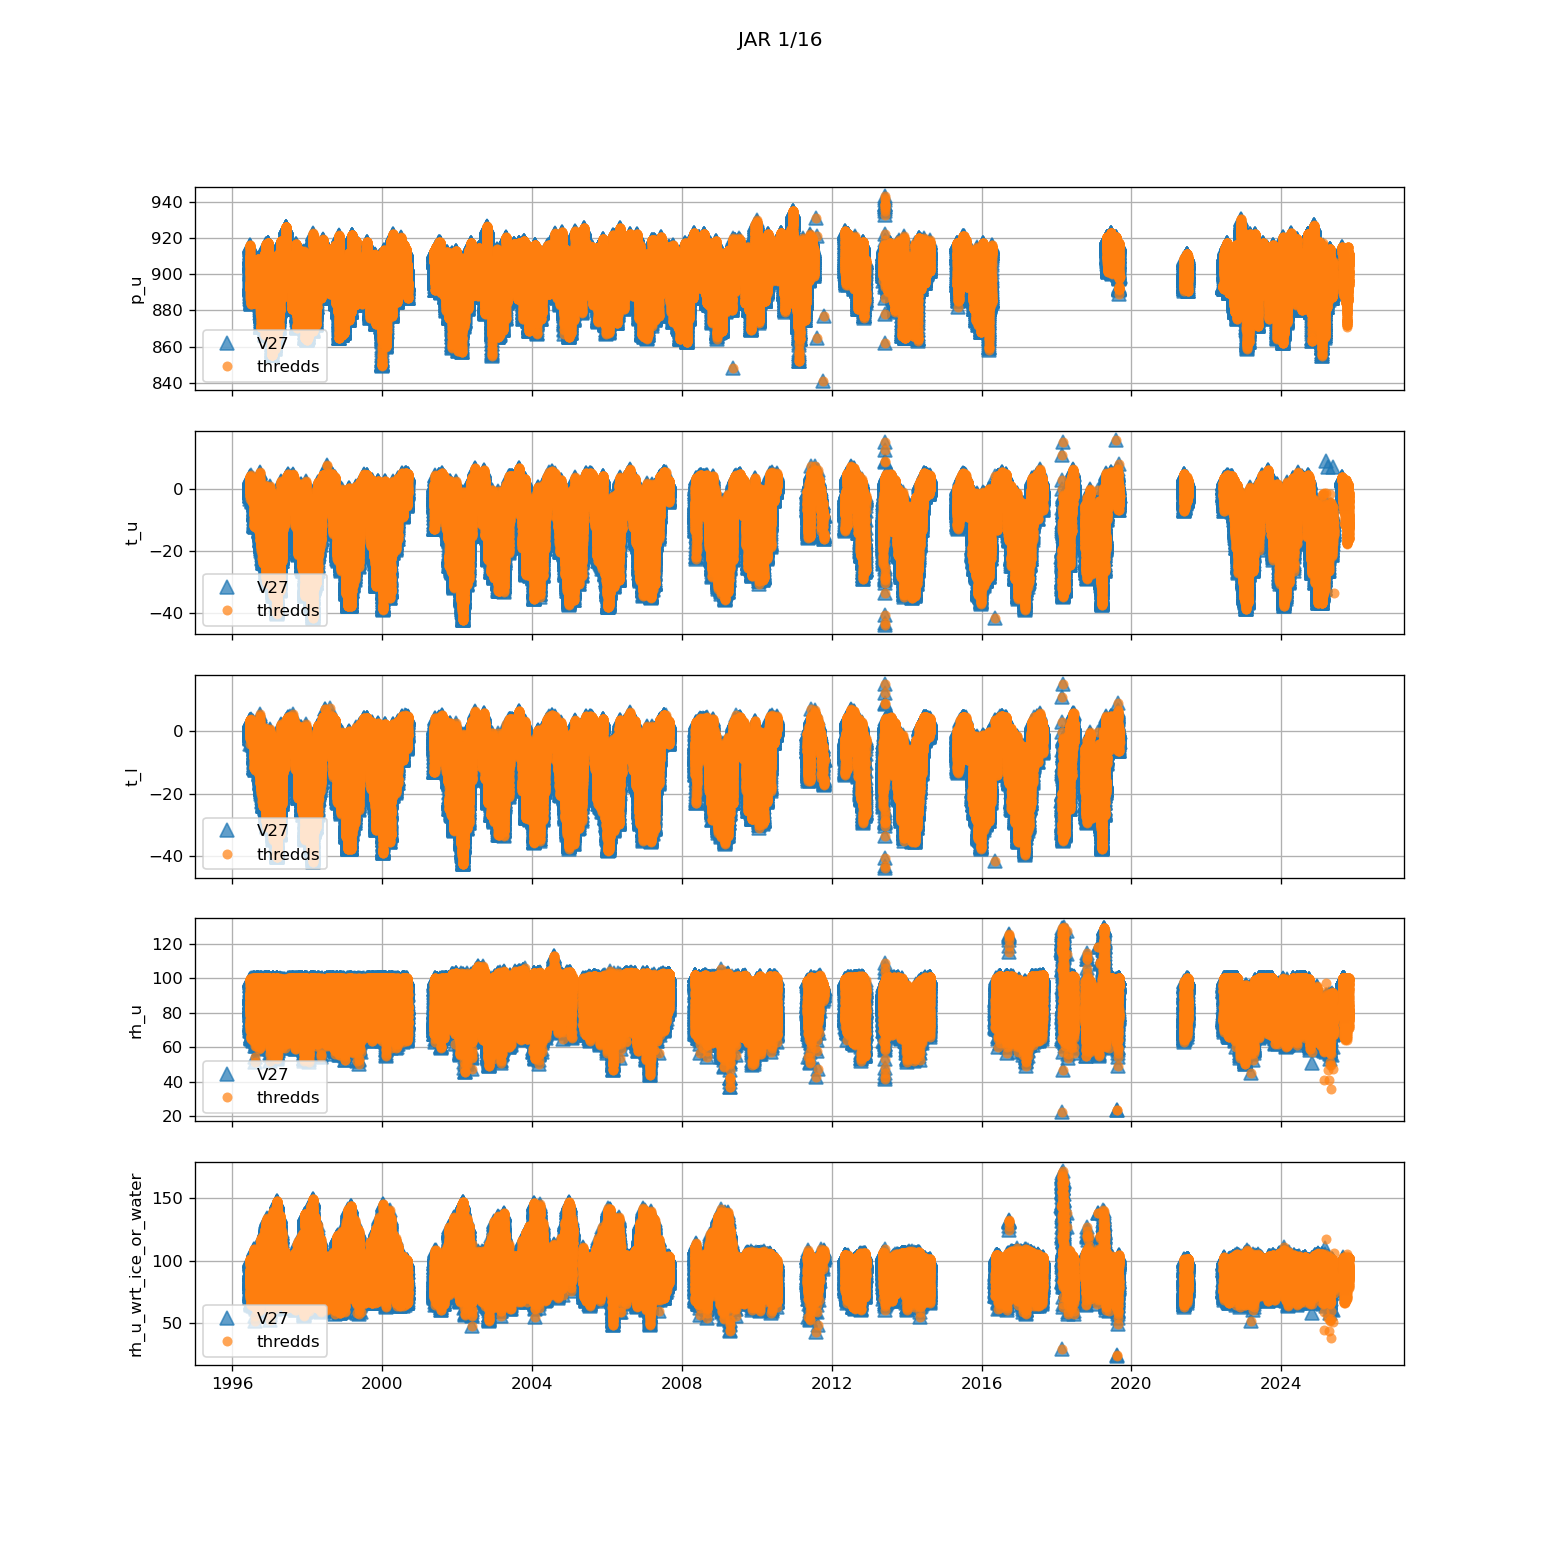 JAR 1/16
p_u
940
920
900
880
860
840
V27
thredds
t_u
0
−20
−40
V27
thredds
t_l
0
−20
−40
V27
thredds
rh_u
120
100
80
60
40
20
V27
thredds
rh_u_wrt_ice_or_water
150
100
50
V27
thredds
1996 2000 2004 2008 2012 2016 2020 2024